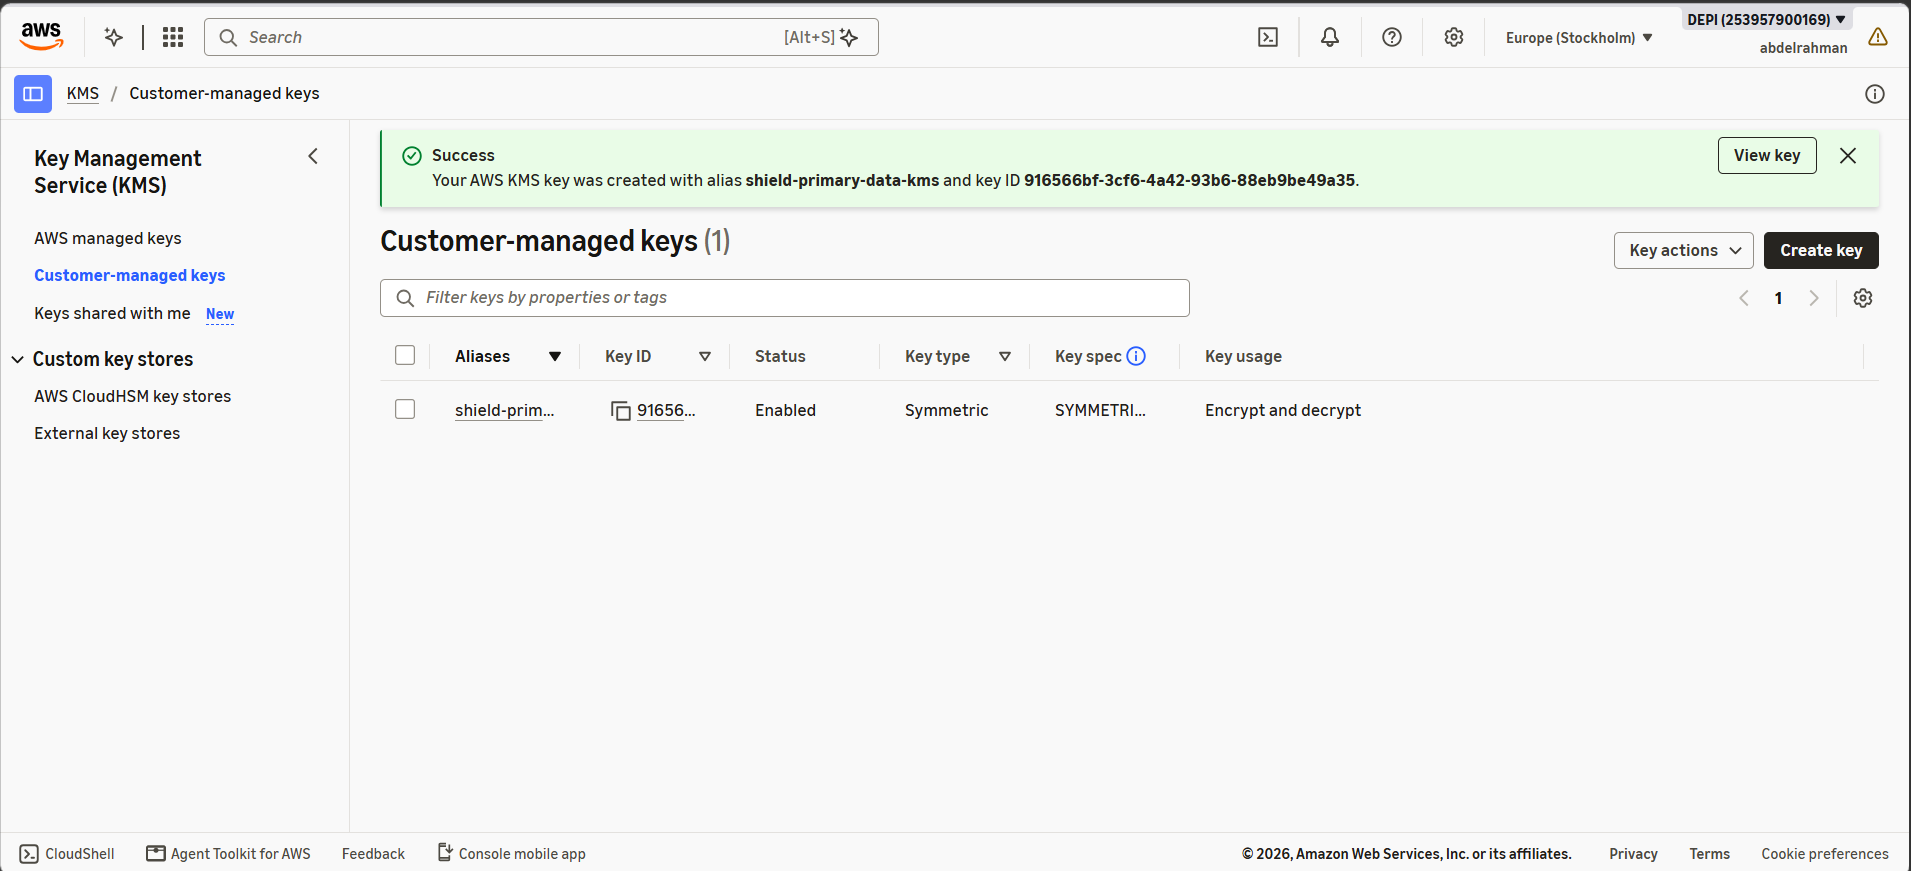 aws
Search
[Alt+S]
Europe (Stockholm)
DEPI (253957900169)
abdelrahman
KMS / Customer-managed keys
Key Management
Service (KMS)
AWS managed keys
Customer-managed keys
Keys shared with me New
Custom key stores
AWS CloudHSM key stores
External key stores
Success
Your AWS KMS key was created with alias shield-primary-data-kms and key ID 916566bf-3cf6-4a42-93b6-88eb9be49a35.
View key
Customer-managed keys (1)
Key actions
Create key
Filter keys by properties or tags
1
Aliases Key ID Status Key type Key spec Key usage
shield-prim... 91656... Enabled Symmetric SYMMETRI... Encrypt and decrypt
CloudShell Agent Toolkit for AWS Feedback Console mobile app
© 2026, Amazon Web Services, Inc. or its affiliates. Privacy Terms Cookie preferences